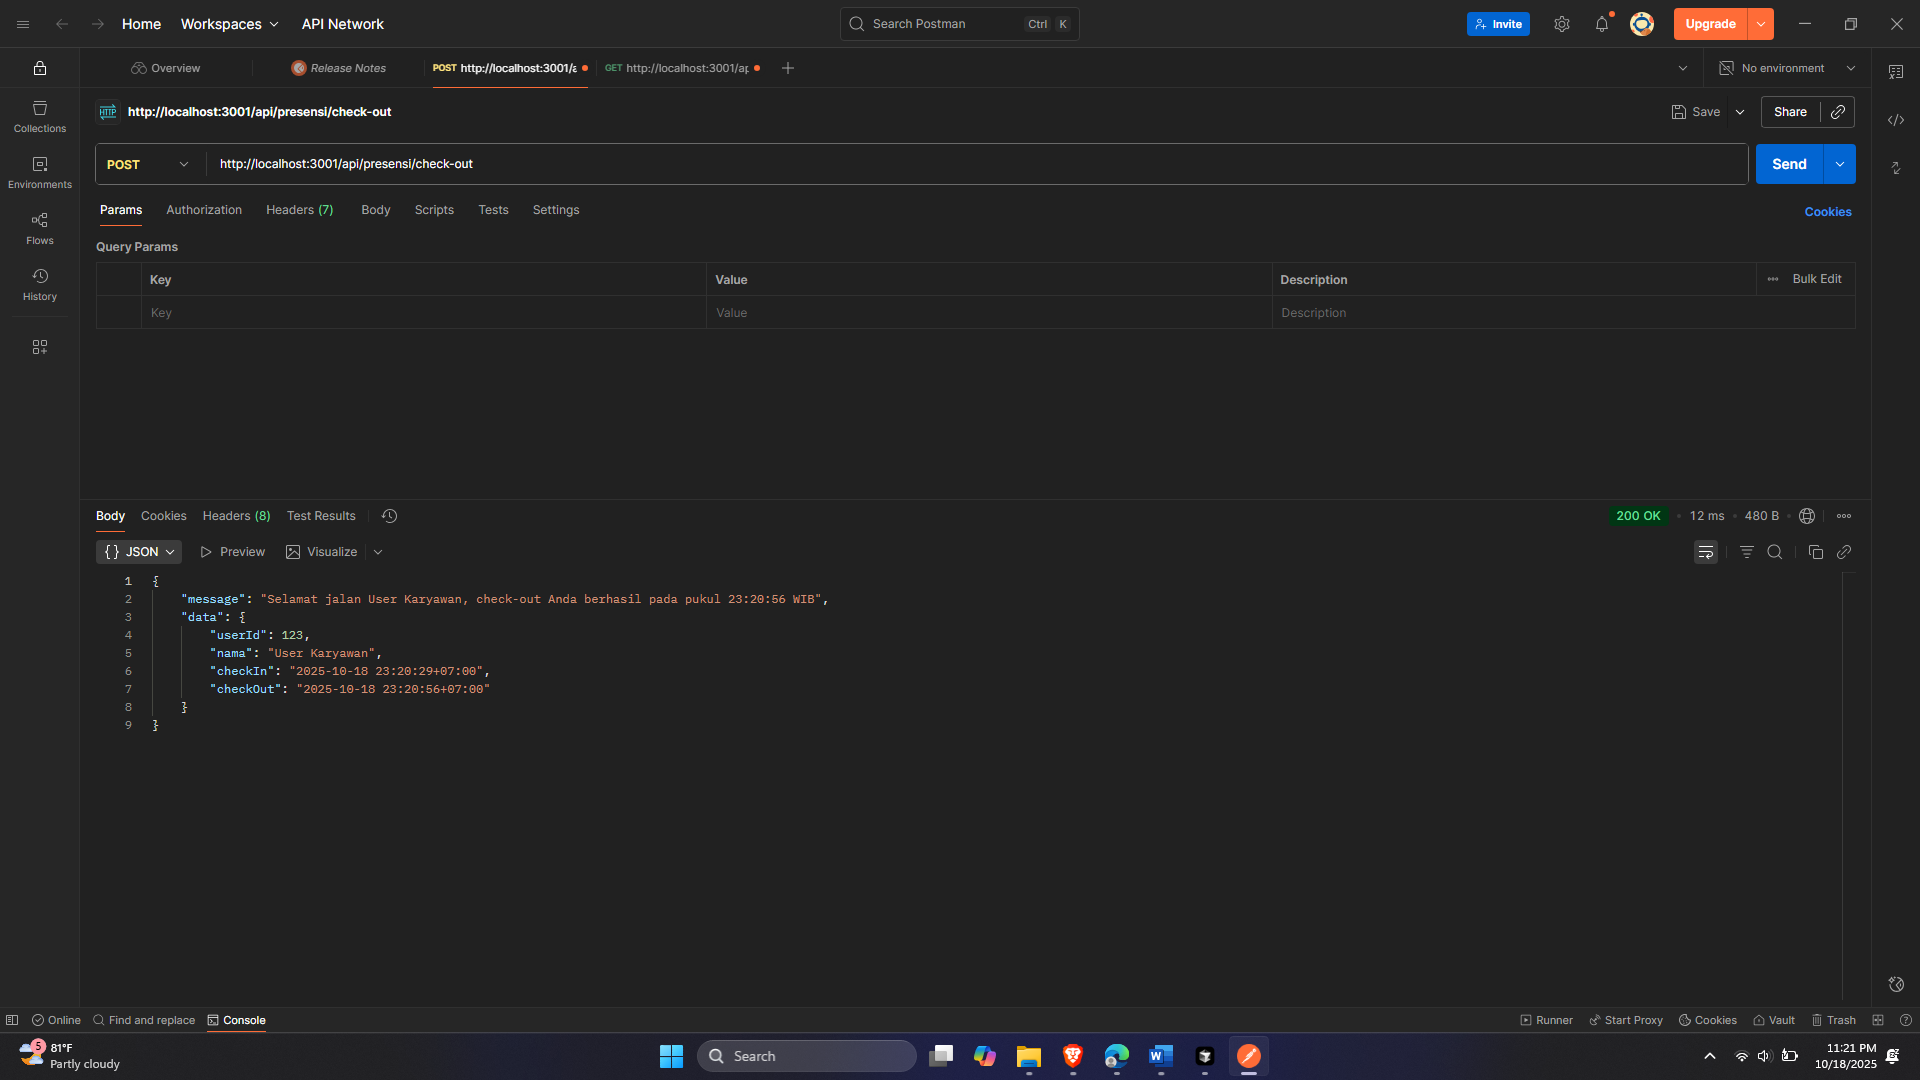 Home
Workspaces
API Network
Search Postman
Ctrl
K
Invite
Upgrade
Overview
Release Notes
POST http://localhost:3001/a
GET http://localhost:3001/ap
No environment
Collections
Environments
Flows
History
HTTP
http://localhost:3001/api/presensi/check-out
Save
Share
POST
http://localhost:3001/api/presensi/check-out
Send
Params
Authorization
Headers (7)
Body
Scripts
Tests
Settings
Cookies
Query Params
Key
Value
Description
Bulk Edit
Key
Value
Description
Body
Cookies
Headers (8)
Test Results
200 OK
12 ms
480 B
{} JSON
Preview
Visualize
1 {
2 "message": "Selamat jalan User Karyawan, check-out Anda berhasil pada pukul 23:20:56 WIB",
3 "data": {
4 "userId": 123,
5 "nama": "User Karyawan",
6 "checkIn": "2025-10-18 23:20:29+07:00",
7 "checkOut": "2025-10-18 23:20:56+07:00"
8 }
9 }
Online
Find and replace
Console
Runner
Start Proxy
Cookies
Vault
Trash
5
81°F
Partly cloudy
Search
11:21 PM
10/18/2025